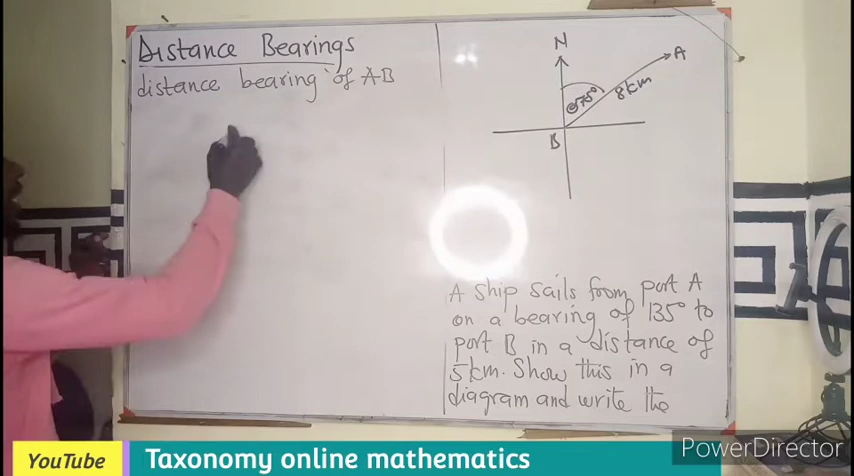 Distance Bearings
distance bearing of AB
N
A
075°
8km
B
A ship sails from port A
on a bearing of 135° to
port B in a distance of
5km. Show this in a
diagram and write the
PowerDirector
YouTube
Taxonomy online mathematics